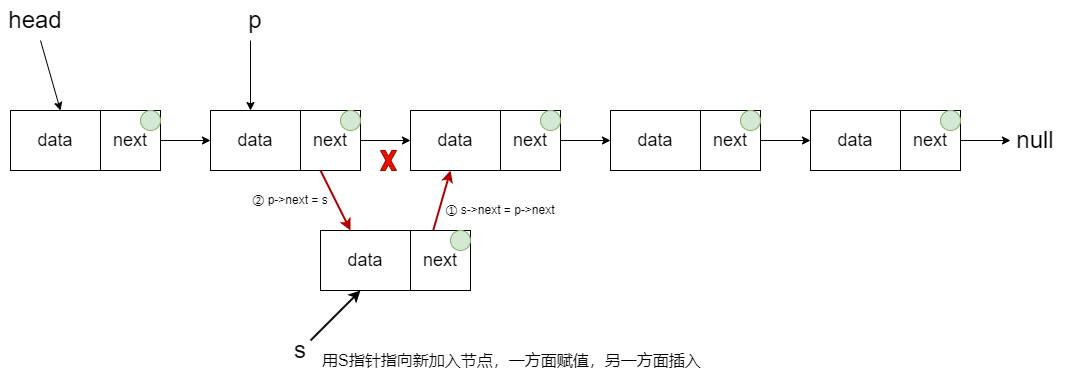 head
p
data next
data next
data next
data next
data next
null
X
② p->next = s
① s->next = p->next
data next
s
用S指针指向新加入节点，一方面赋值，另一方面插入